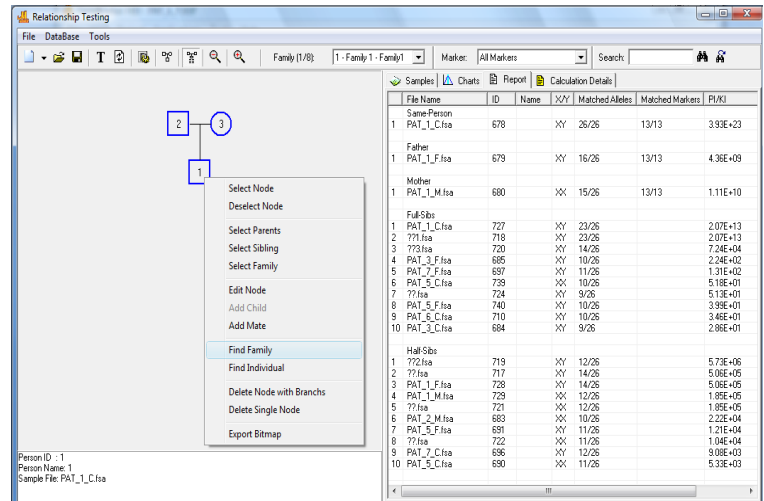 Relationship Testing
File DataBase Tools
T Family (1/8): 1 - Family 1 - Family1 Marker: All Markers Search:
Samples Charts Report Calculation Details
File Name ID Name X/Y Matched Alleles Matched Markers PI/KI
Same-Person
1 PAT_1_C.fsa 678 XY 26/26 13/13 3.93E+23
Father
1 PAT_1_F.fsa 679 XY 16/26 13/13 4.36E+09
Mother
1 PAT_1_M.fsa 680 XX 15/26 13/13 1.11E+10
Full-Sibs
1 PAT_1_C.fsa 727 XY 23/26 2.07E+13
2 ??1.fsa 718 XY 23/26 2.07E+13
3 ??3.fsa 720 XY 14/26 7.24E+04
4 PAT_3_F.fsa 685 XY 10/26 2.24E+02
5 PAT_7_F.fsa 697 XY 11/26 1.31E+02
6 PAT_5_C.fsa 739 XX 10/26 5.18E+01
7 ??.fsa 724 XY 9/26 5.13E+01
8 PAT_5_F.fsa 740 XY 10/26 3.99E+01
9 PAT_6_C.fsa 710 XY 10/26 3.46E+01
10 PAT_3_C.fsa 684 XY 9/26 2.86E+01
Half-Sibs
1 ??2.fsa 719 XY 12/26 5.73E+06
2 ??.fsa 717 XY 14/26 5.06E+05
3 PAT_1_F.fsa 728 XY 14/26 5.06E+05
4 PAT_1_M.fsa 729 XX 12/26 1.85E+05
5 ??.fsa 721 XX 12/26 1.85E+05
6 PAT_2_M.fsa 683 XX 10/26 2.22E+04
7 PAT_5_F.fsa 691 XY 11/26 1.21E+04
8 ??.fsa 722 XX 11/26 1.04E+04
9 PAT_7_C.fsa 696 XY 12/26 9.08E+03
10 PAT_5_C.fsa 690 XX 11/26 5.33E+03
2 3
1
Select Node
Deselect Node
Select Parents
Select Sibling
Select Family
Edit Node
Add Child
Add Mate
Find Family
Find Individual
Delete Node with Branchs
Delete Single Node
Export Bitmap
Person ID : 1
Person Name: 1
Sample File: PAT_1_C.fsa